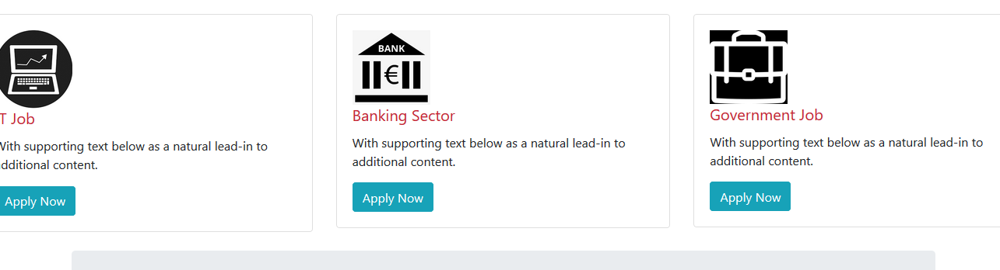 T Job
With supporting text below as a natural lead-in to
additional content.
Apply Now
BANK
€
Banking Sector
With supporting text below as a natural lead-in to
additional content.
Apply Now
Government Job
With supporting text below as a natural lead-in to
additional content.
Apply Now